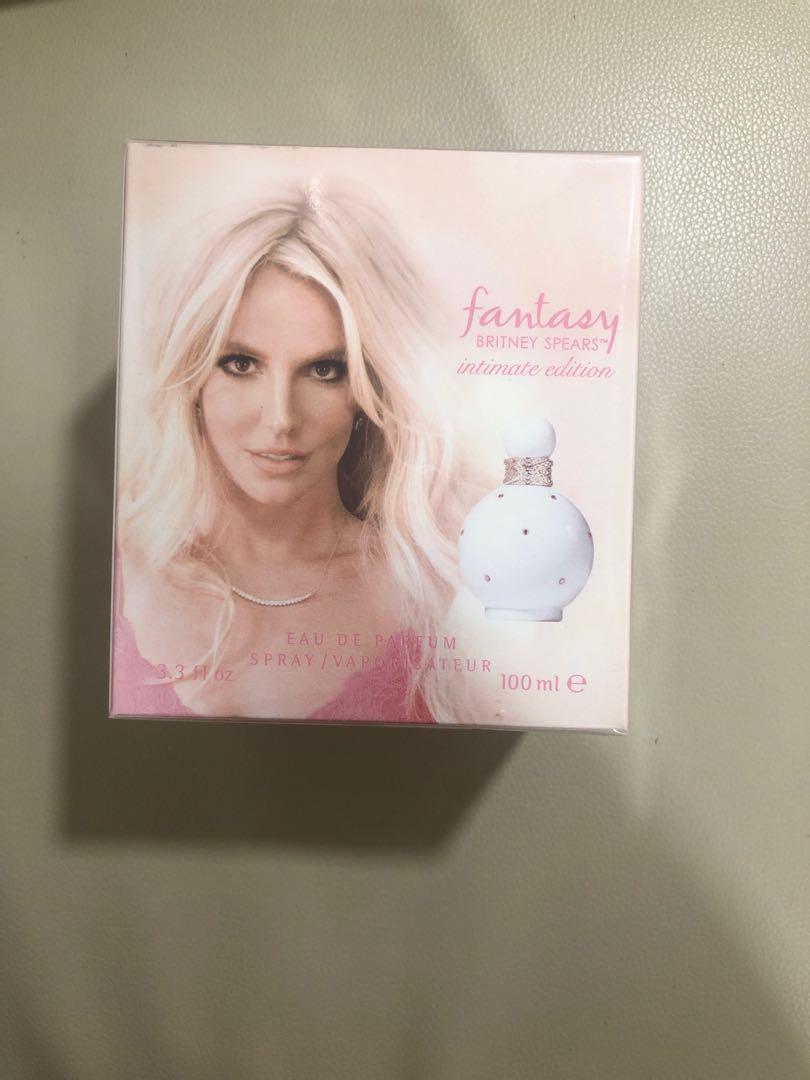 fantasy
BRITNEY SPEARS™
intimate edition
EAU DE PARFUM
SPRAY/VAPORISATEUR
3.3 fl oz
100 ml ℮